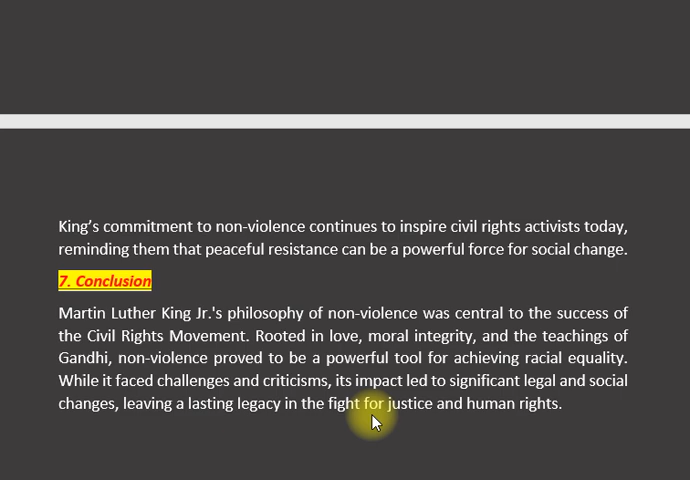 King’s commitment to non-violence continues to inspire civil rights activists today,
reminding them that peaceful resistance can be a powerful force for social change.
7. Conclusion
Martin Luther King Jr.'s philosophy of non-violence was central to the success of
the Civil Rights Movement. Rooted in love, moral integrity, and the teachings of
Gandhi, non-violence proved to be a powerful tool for achieving racial equality.
While it faced challenges and criticisms, its impact led to significant legal and social
changes, leaving a lasting legacy in the fight for justice and human rights.